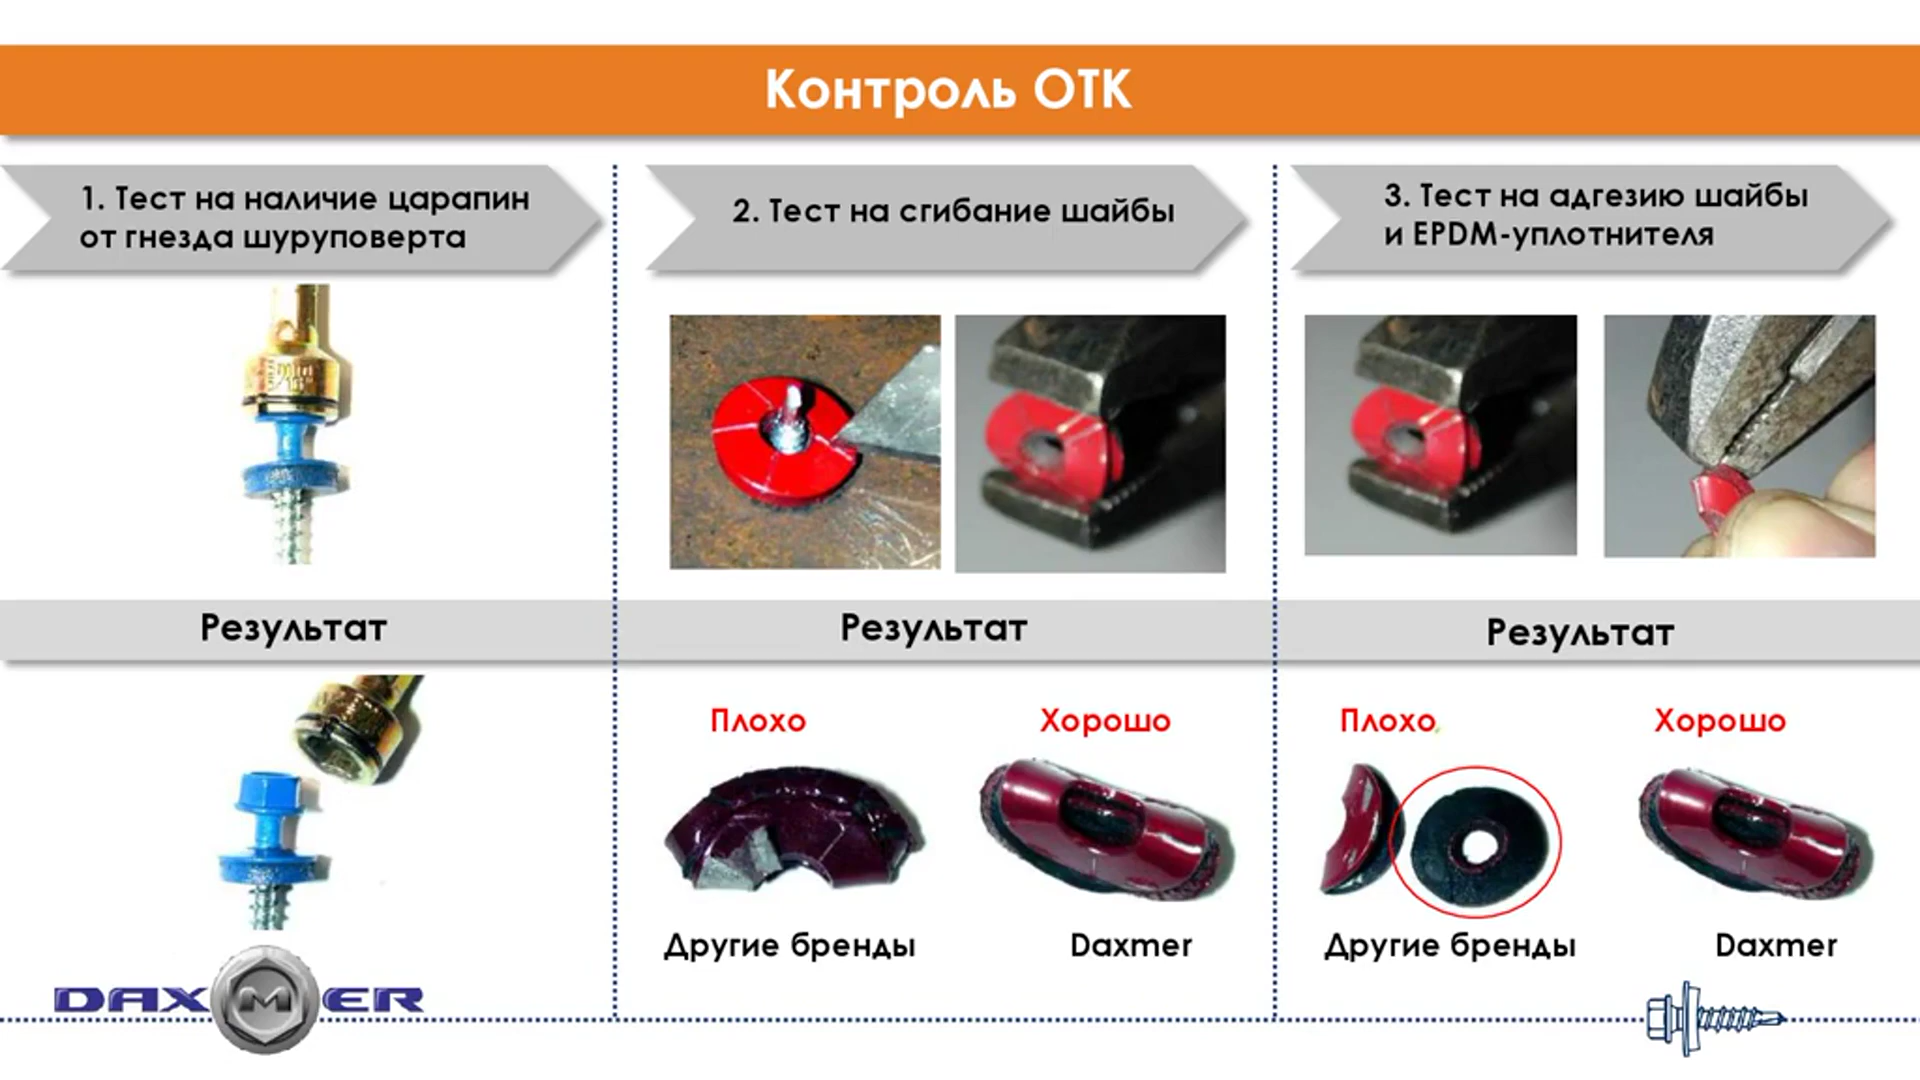 Контроль ОТК
1. Тест на наличие царапин
от гнезда шуруповерта
2. Тест на сгибание шайбы
3. Тест на адгезию шайбы
и EPDM-уплотнителя
Результат
Результат
Результат
Плохо
Хорошо
Плохо
Хорошо
Другие бренды
Daxmer
Другие бренды
Daxmer
DAXMER